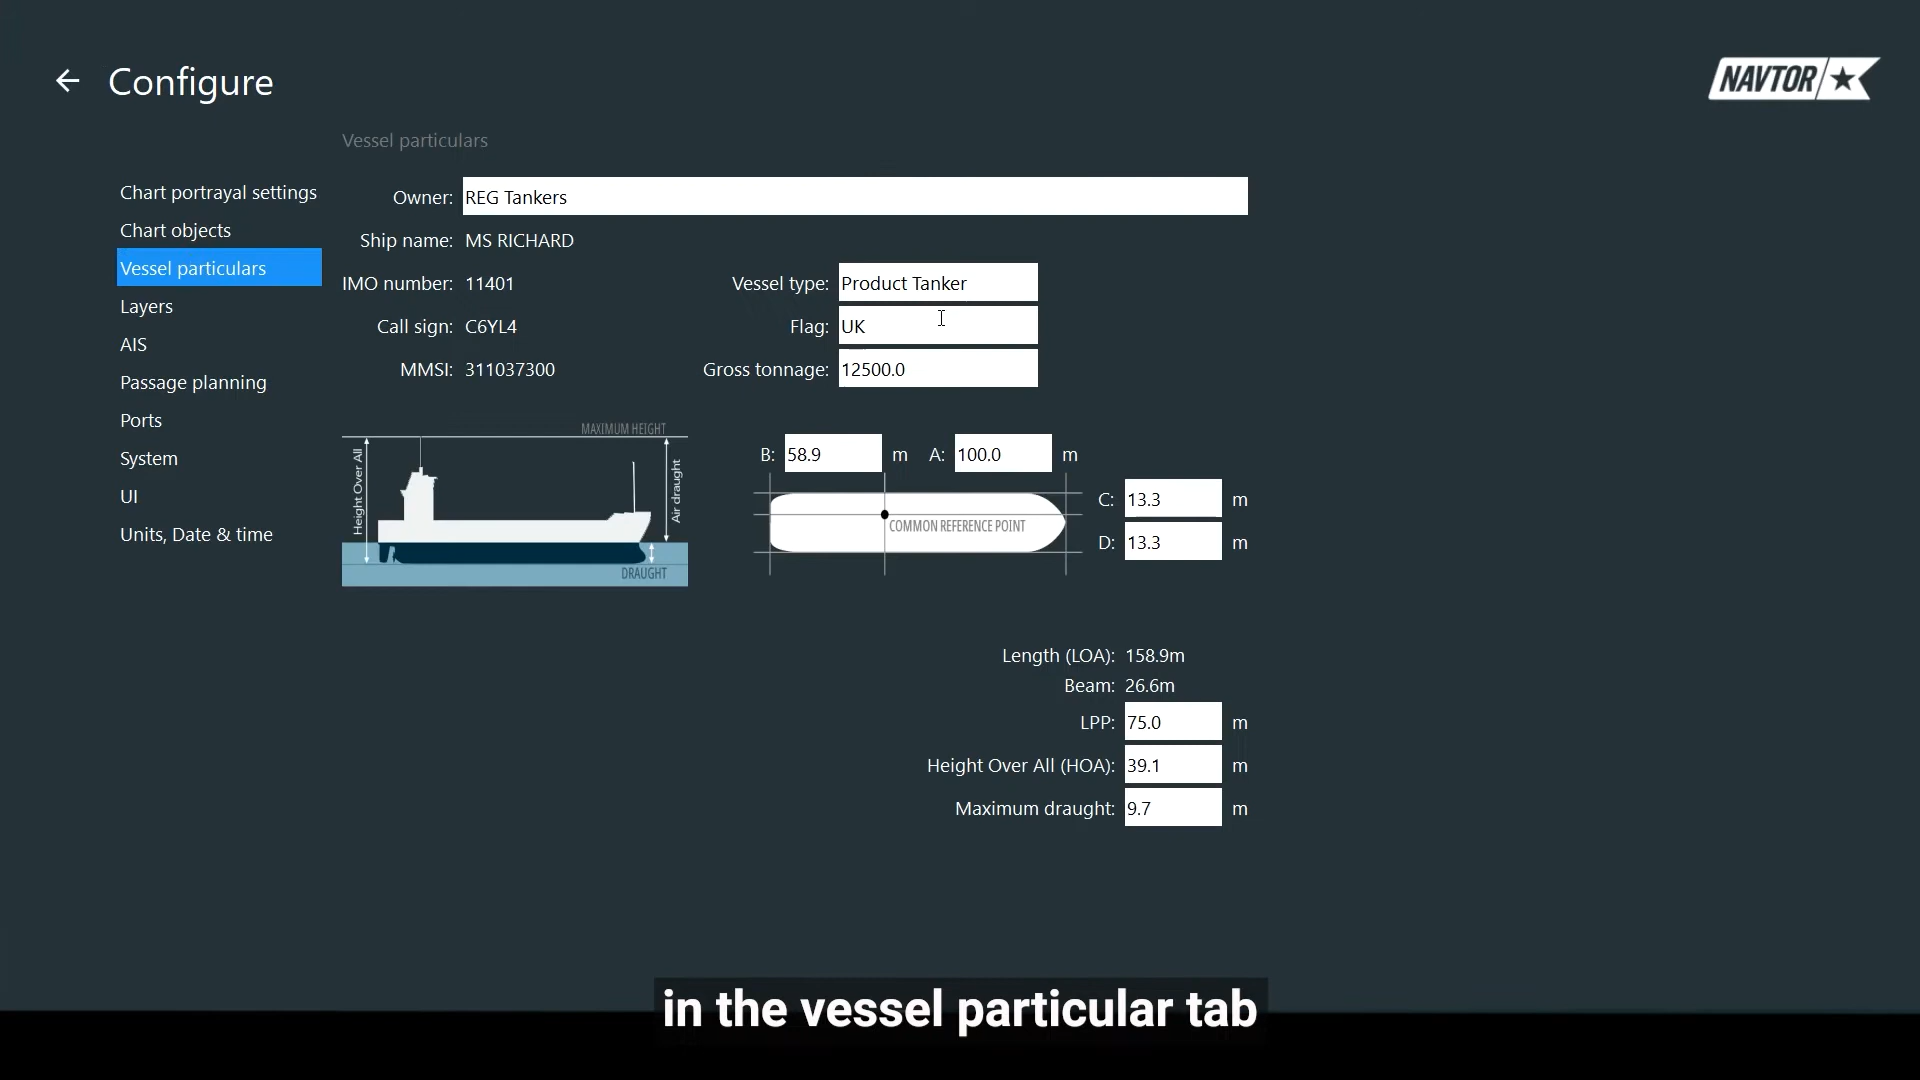 Configure
NAVTOR
Vessel particulars
Chart portrayal settings
Chart objects
Vessel particulars
Layers
AIS
Passage planning
Ports
System
UI
Units, Date & time
Owner: REG Tankers
Ship name: MS RICHARD
IMO number: 11401
Vessel type: Product Tanker
Call sign: C6YL4
Flag: UK
MMSI: 311037300
Gross tonnage: 12500.0
MAXIMUM HEIGHT
Height Over All
Air draught
DRAUGHT
B: 58.9 m A: 100.0 m
COMMON REFERENCE POINT
C: 13.3 m
D: 13.3 m
Length (LOA): 158.9m
Beam: 26.6m
LPP: 75.0 m
Height Over All (HOA): 39.1 m
Maximum draught: 9.7 m
in the vessel particular tab